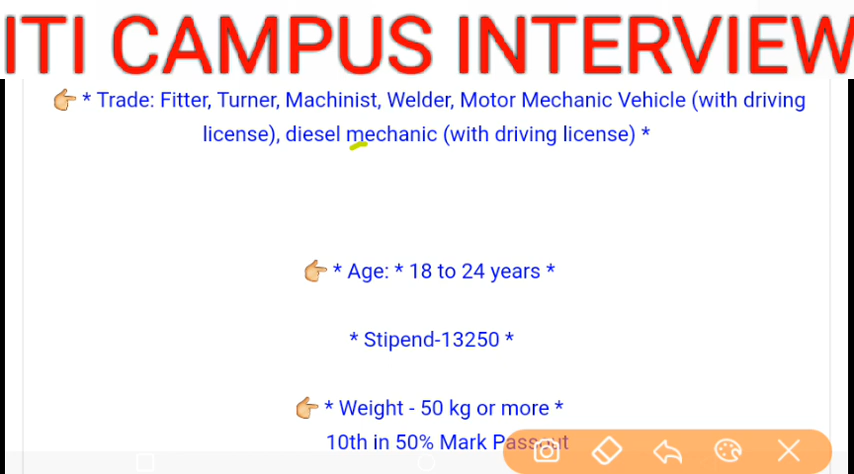 ITI CAMPUS INTERVIEW
* Trade: Fitter, Turner, Machinist, Welder, Motor Mechanic Vehicle (with driving
license), diesel mechanic (with driving license) *
* Age: * 18 to 24 years *
* Stipend-13250 *
* Weight - 50 kg or more *
10th in 50% Mark Passout